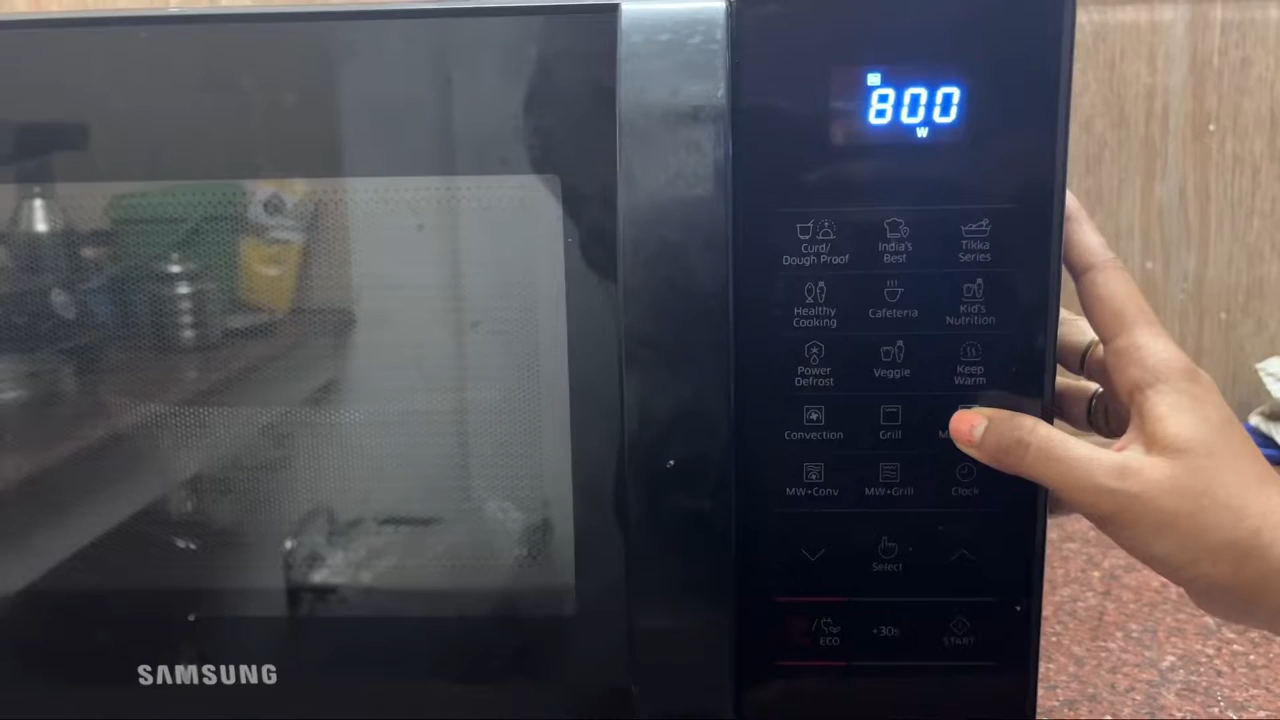 800
W
Curd/
Dough Proof
India's
Best
Tikka
Series
Healthy
Cooking
Cafeteria
Kid's
Nutrition
Power
Defrost
Veggie
Keep
Warm
Convection
Grill
MW+Conv
MW+Grill
Clock
Select
/
ECO
+30s
START
SAMSUNG